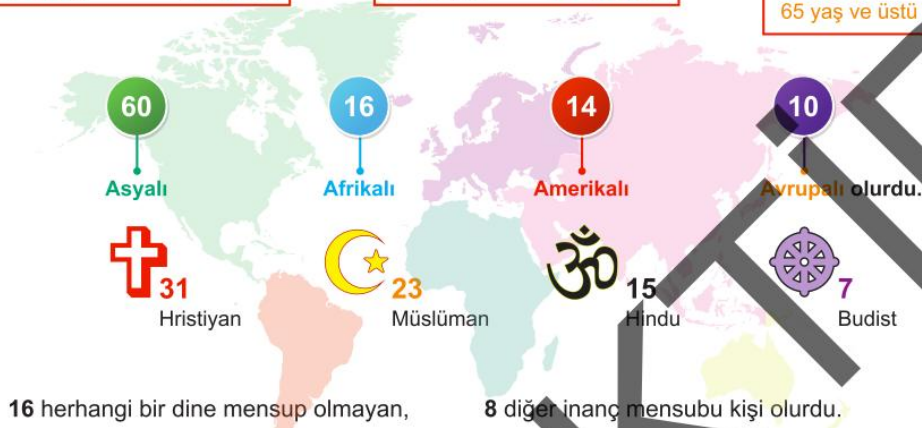 65 yaş ve üstü
60 16 14 10
Asyalı Afrikalı Amerikalı Avrupalı olurdu.
31 23 15 7
Hristiyan Müslüman Hindu Budist
16 herhangi bir dine mensup olmayan, 8 diğer inanç mensubu kişi olurdu.